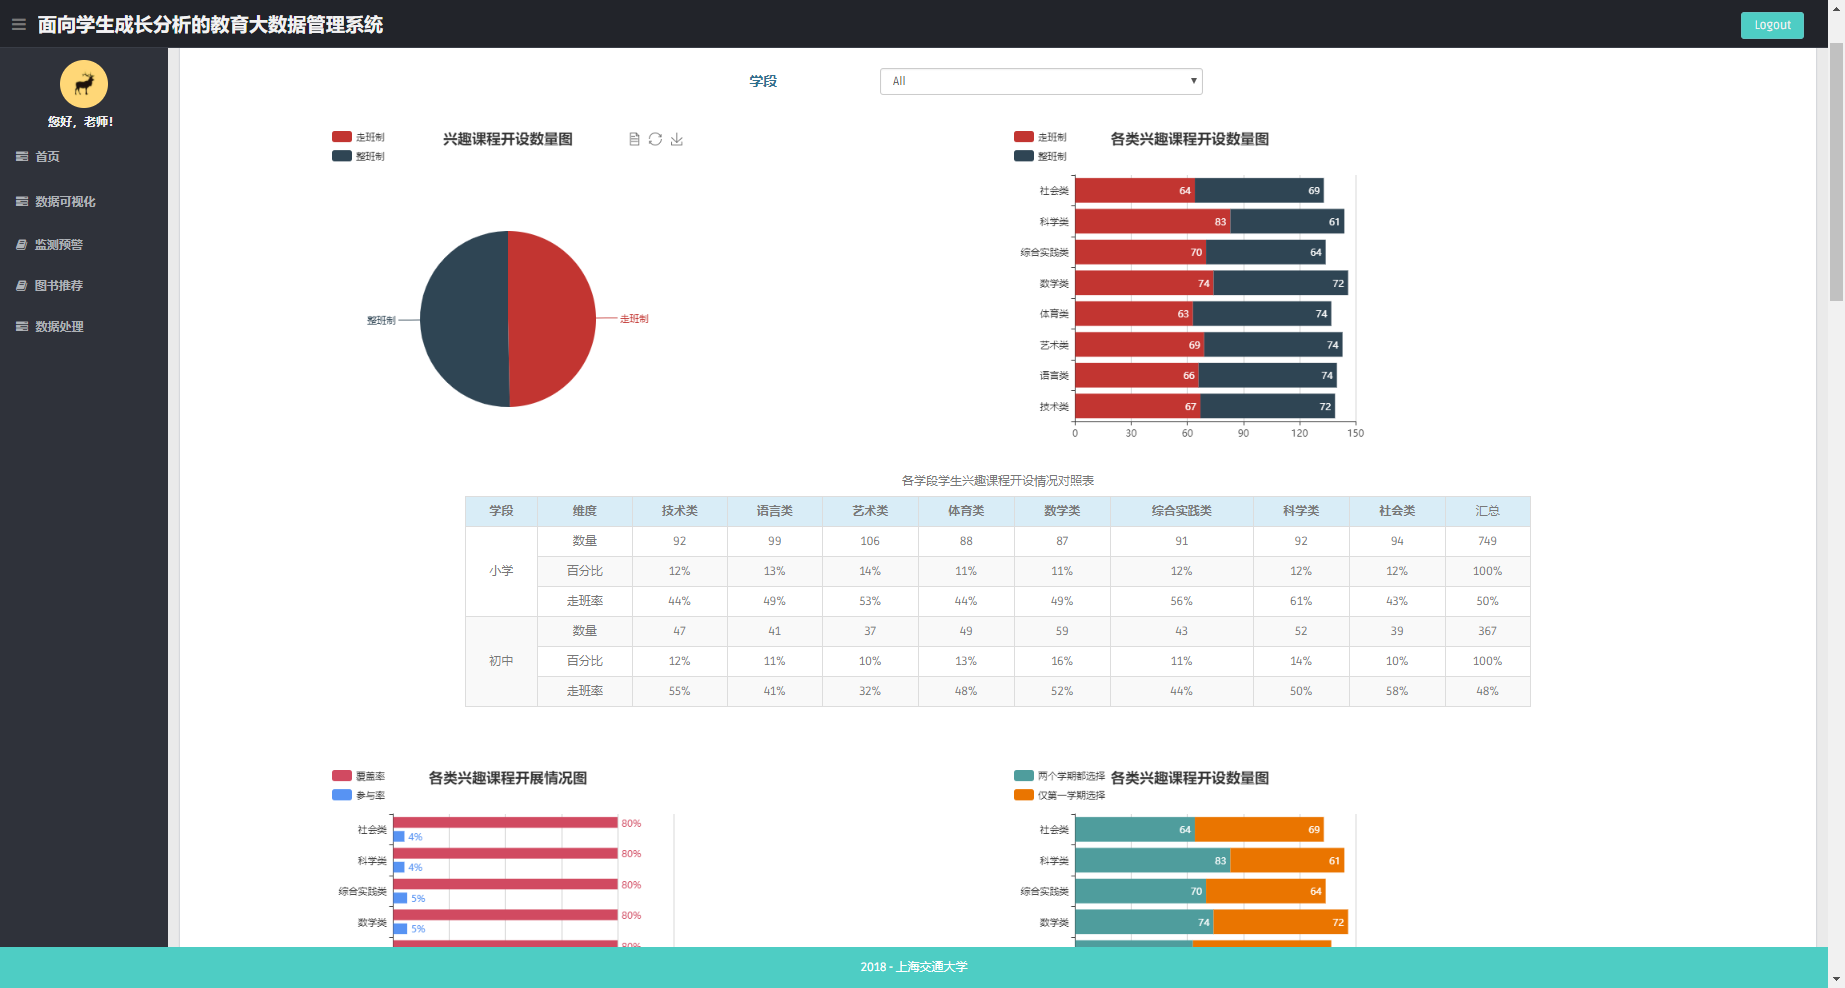 面向学生成长分析的教育大数据管理系统
Logout
您好，老师！
首页
数据可视化
监测预警
图书推荐
数据处理
学段
All
走班制
整班制
兴趣课程开设数量图
整班制
走班制
走班制
整班制
各类兴趣课程开设数量图
社会类 64 69
科学类 83 61
综合实践类 70 64
数学类 74 72
体育类 63 74
艺术类 69 74
语言类 66 74
技术类 67 72
0 30 60 90 120 150
各学段学生兴趣课程开设情况对照表
学段 维度 技术类 语言类 艺术类 体育类 数学类 综合实践类 科学类 社会类 汇总
小学
数量 92 99 106 88 87 91 92 94 749
百分比 12% 13% 14% 11% 11% 12% 12% 12% 100%
走班率 44% 49% 53% 44% 49% 56% 61% 43% 50%
初中
数量 47 41 37 49 59 43 52 39 367
百分比 12% 11% 10% 13% 16% 11% 14% 10% 100%
走班率 55% 41% 32% 48% 52% 44% 50% 58% 48%
覆盖率
参与率
各类兴趣课程开展情况图
社会类 80%
4%
科学类 80%
4%
综合实践类 80%
5%
数学类 80%
5%
80%
两个学期都选择
仅第一学期选择
各类兴趣课程开设数量图
社会类 64 69
科学类 83 61
综合实践类 70 64
数学类 74 72
2018 - 上海交通大学